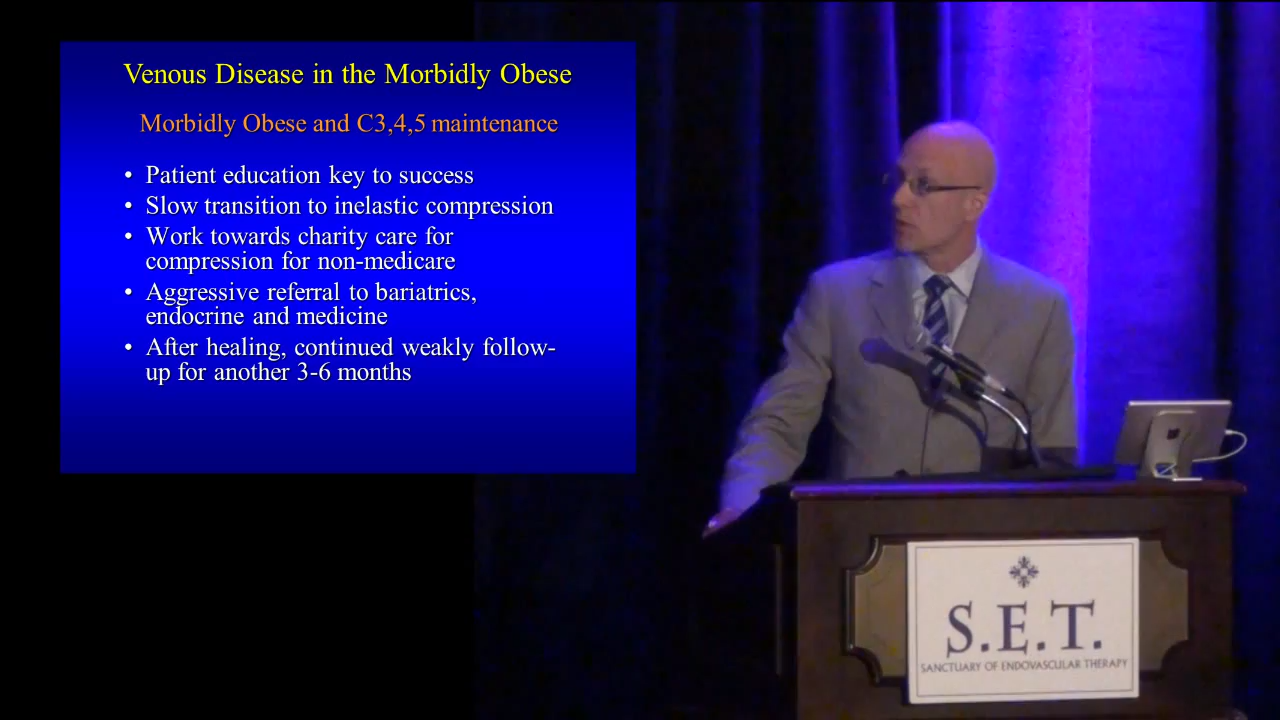 Venous Disease in the Morbidly Obese
Morbidly Obese and C3,4,5 maintenance
• Patient education key to success
• Slow transition to inelastic compression
• Work towards charity care for
compression for non-medicare
• Aggressive referral to bariatrics,
endocrine and medicine
• After healing, continued weakly follow-
up for another 3-6 months
S.E.T.
SANCTUARY OF ENDOVASCULAR THERAPY